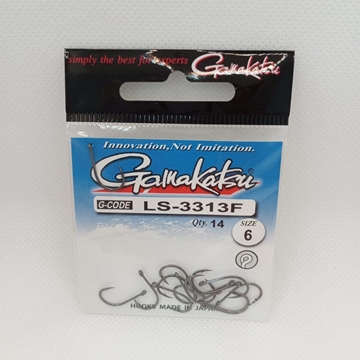 simply the best for experts
Gamakatsu
Innovation, Not Imitation.
Gamakatsu
G-CODE LS-3313F
Qty. 14
SIZE
6
HOOKS MADE IN JAPAN